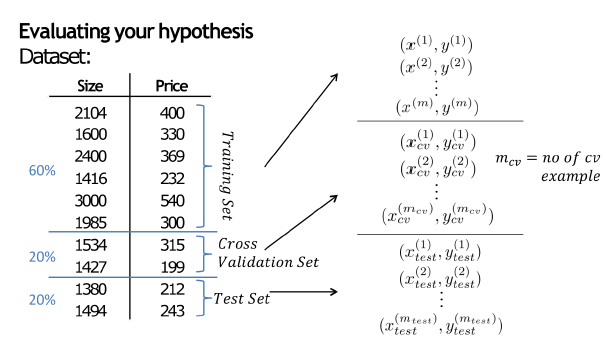 Evaluating your hypothesis
Dataset:
Size Price
2104 400
1600 330
2400 369
1416 232
3000 540
1985 300
1534 315
1427 199
1380 212
1494 243
60%
20%
20%
Training Set
Cross
Validation Set
Test Set
(x^{(1)}, y^{(1)})
(x^{(2)}, y^{(2)})
⋮
(x^{(m)}, y^{(m)})
(x_{cv}^{(1)}, y_{cv}^{(1)})
(x_{cv}^{(2)}, y_{cv}^{(2)})
⋮
(x_{cv}^{(m_{cv})}, y_{cv}^{(m_{cv})})
m_{cv} = no of cv
example
(x_{test}^{(1)}, y_{test}^{(1)})
(x_{test}^{(2)}, y_{test}^{(2)})
⋮
(x_{test}^{(m_{test})}, y_{test}^{(m_{test})})